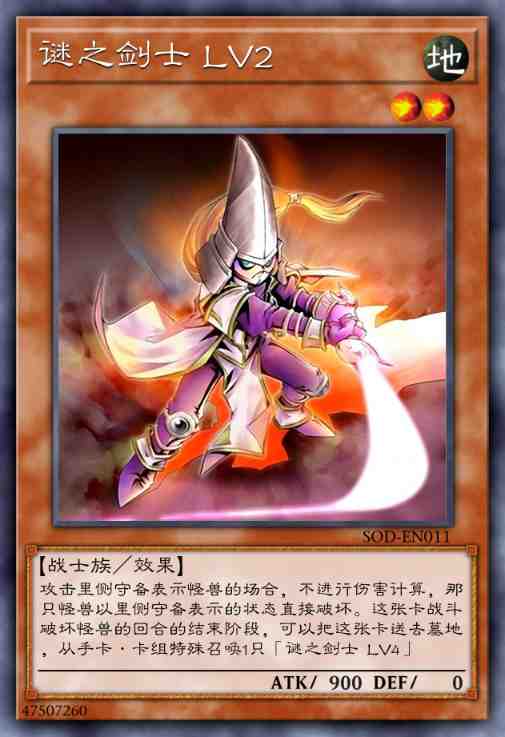 谜之剑士 LV2
地
SOD-EN011
【战士族／效果】
攻击里侧守备表示怪兽的场合，不进行伤害计算，那
只怪兽以里侧守备表示的状态直接破坏。这张卡战斗
破坏怪兽的回合的结束阶段，可以把这张卡送去墓地
，从手卡·卡组特殊召唤1只「谜之剑士 LV4」
ATK/ 900 DEF/ 0
47507260